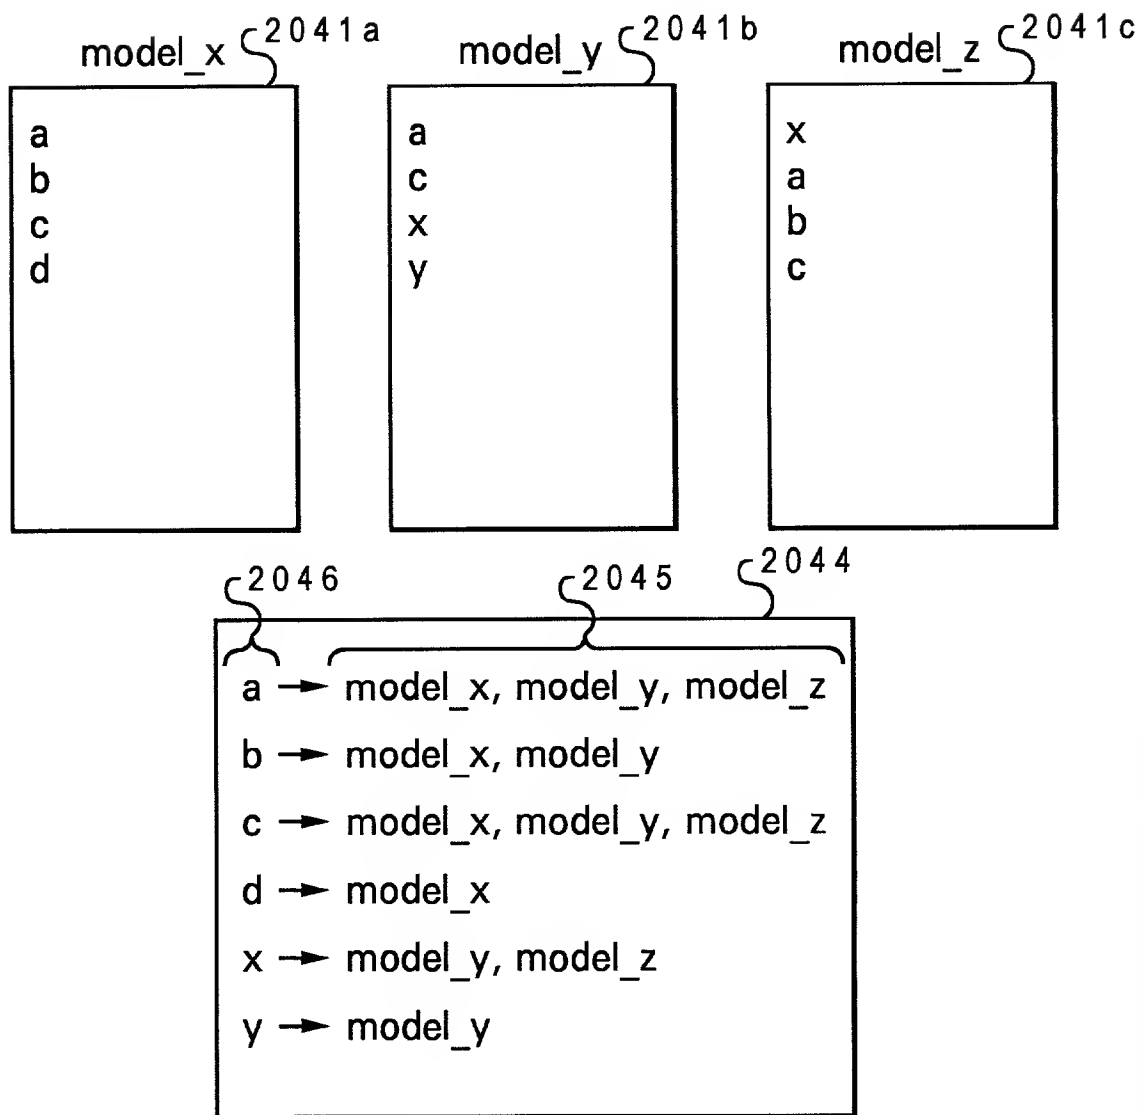 model_x 2041a
a
b
c
d
model_y 2041b
a
c
x
y
model_z 2041c
x
a
b
c
2046 2045 2044
a → model_x, model_y, model_z
b → model_x, model_y
c → model_x, model_y, model_z
d → model_x
x → model_y, model_z
y → model_y